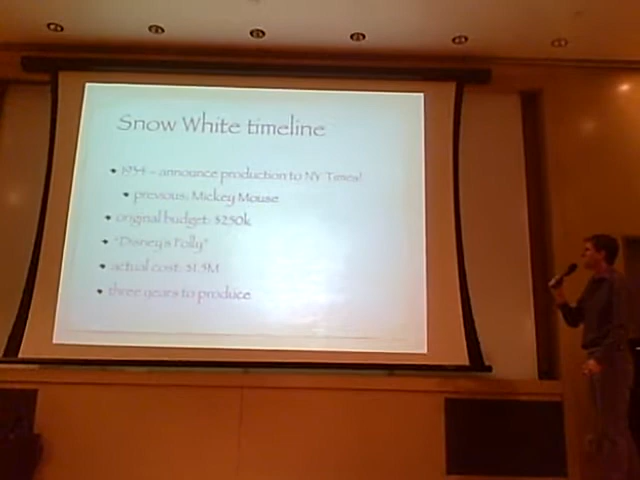 Snow White timeline
• 1934 - announce production to NY Times!
• previous: Mickey Mouse
• original budget: $250k
• "Disney's Folly"
• actual cost: $1.5M
• three years to produce